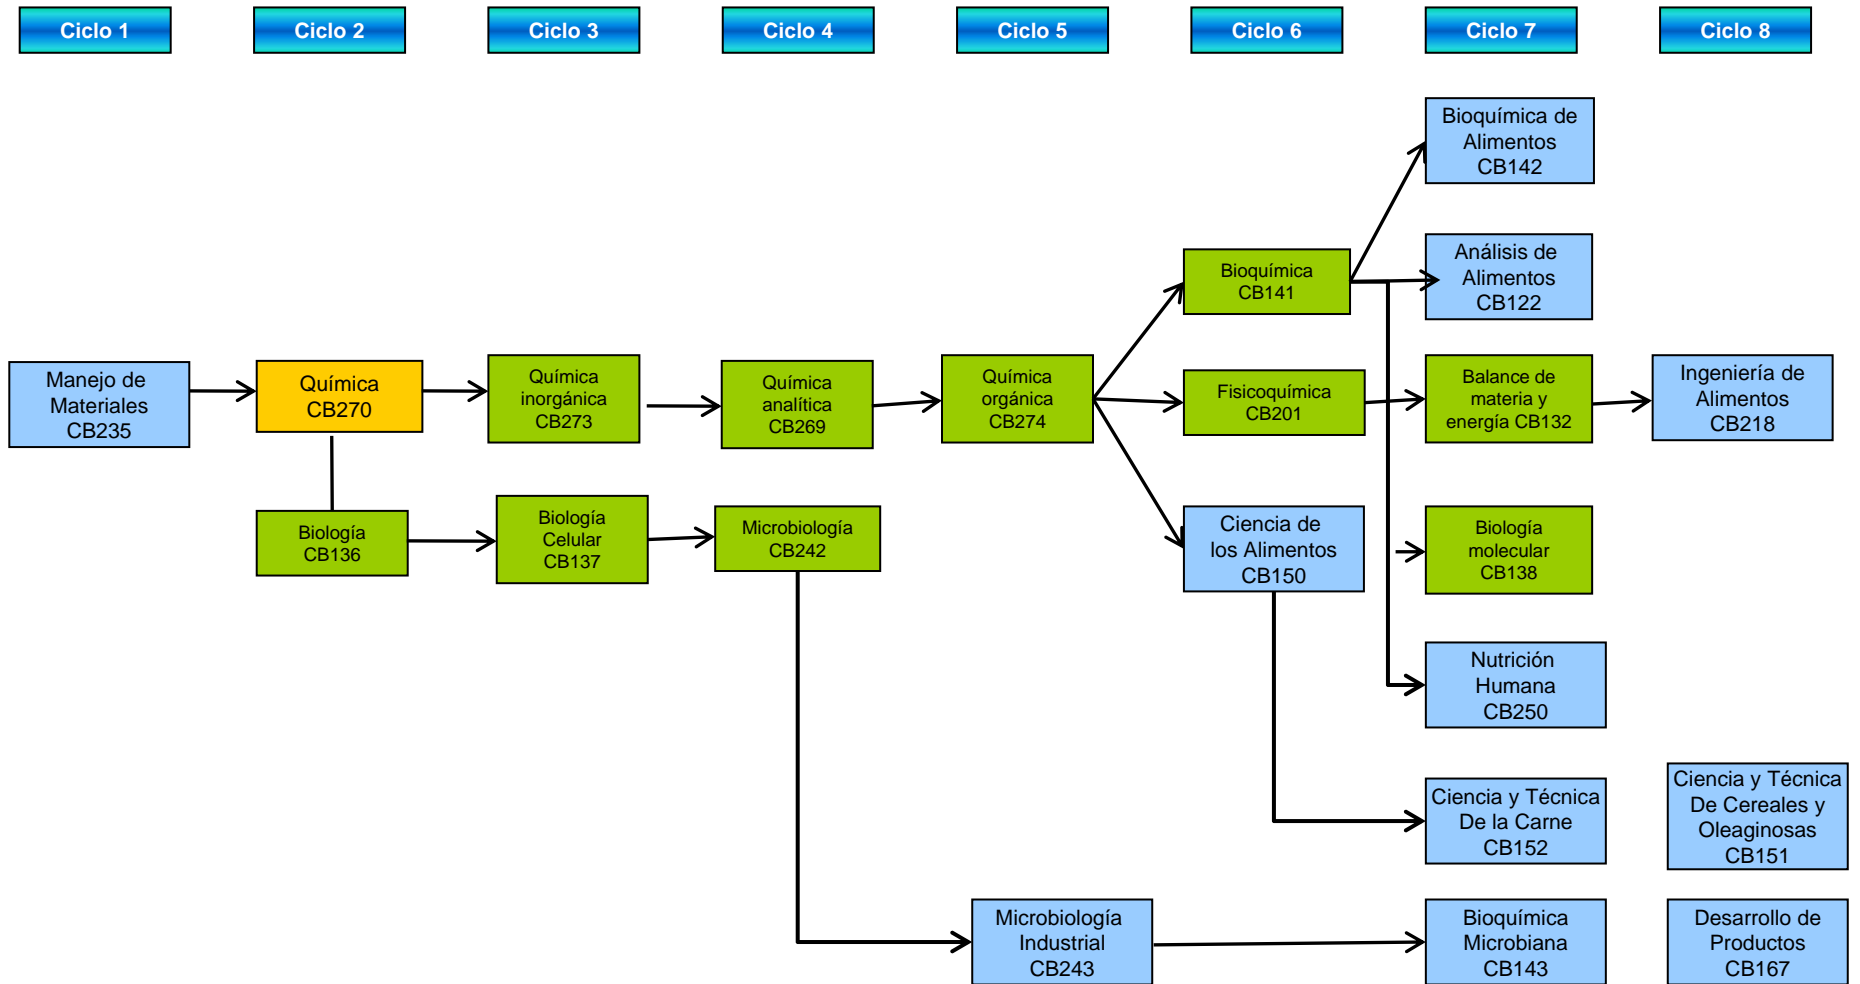 Ciclo 1
Ciclo 2
Ciclo 3
Ciclo 4
Ciclo 5
Ciclo 6
Ciclo 7
Ciclo 8
Bioquímica de
Alimentos
CB142
Análisis de
Alimentos
CB122
Bioquímica
CB141
Manejo de
Materiales
CB235
Química
CB270
Química
inorgánica
CB273
Química
analítica
CB269
Química
orgánica
CB274
Fisicoquímica
CB201
Balance de
materia y
energía CB132
Ingeniería de
Alimentos
CB218
Biología
CB136
Biología
Celular
CB137
Microbiología
CB242
Ciencia de
los Alimentos
CB150
Biología
molecular
CB138
Nutrición
Humana
CB250
Ciencia y Técnica
De la Carne
CB152
Ciencia y Técnica
De Cereales y
Oleaginosas
CB151
Microbiología
Industrial
CB243
Bioquímica
Microbiana
CB143
Desarrollo de
Productos
CB167